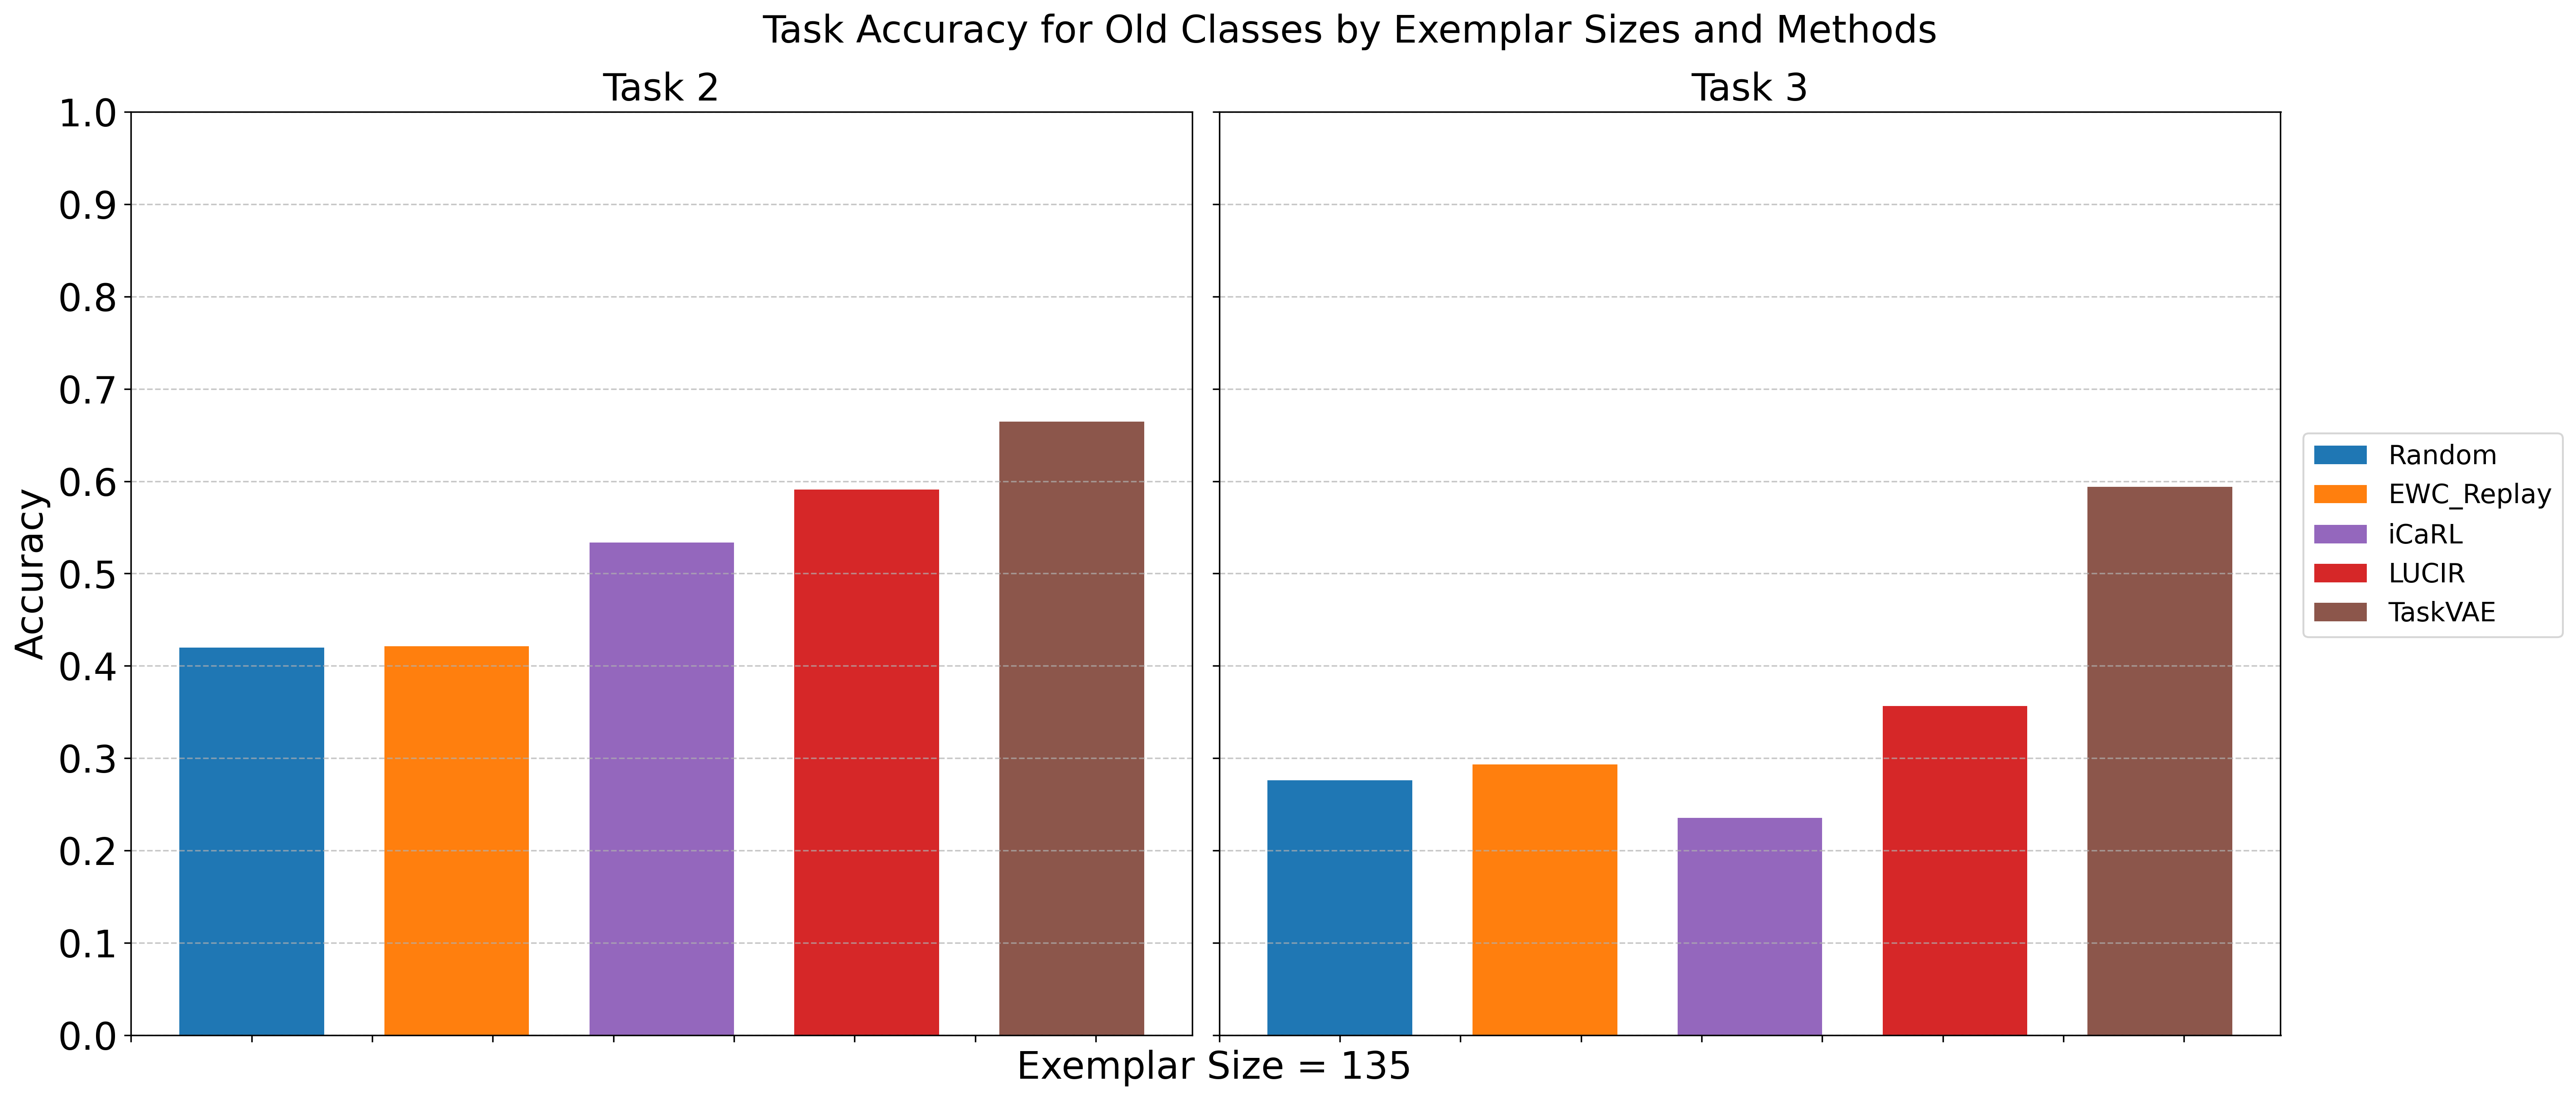 Task Accuracy for Old Classes by Exemplar Sizes and Methods
Task 2
Task 3
1.0
0.9
0.8
0.7
0.6
0.5
0.4
0.3
0.2
0.1
0.0
Accuracy
Exemplar Size = 135
Random
EWC_Replay
iCaRL
LUCIR
TaskVAE